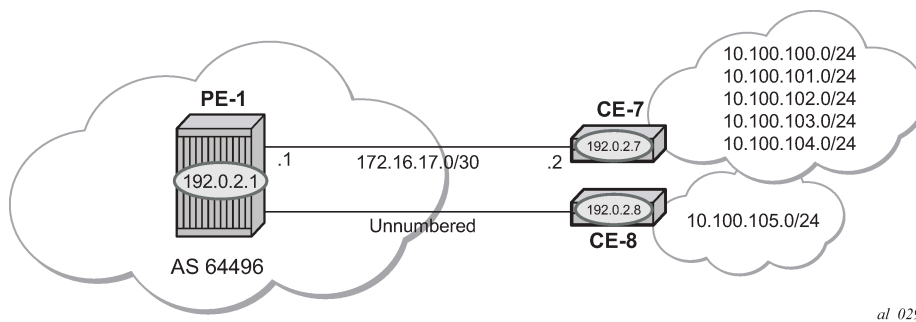 PE-1
192.0.2.1
AS 64496
.1
172.16.17.0/30
.2
Unnumbered
CE-7
192.0.2.7
192.0.2.8
CE-8
10.100.100.0/24
10.100.101.0/24
10.100.102.0/24
10.100.103.0/24
10.100.104.0/24
10.100.105.0/24
al_029